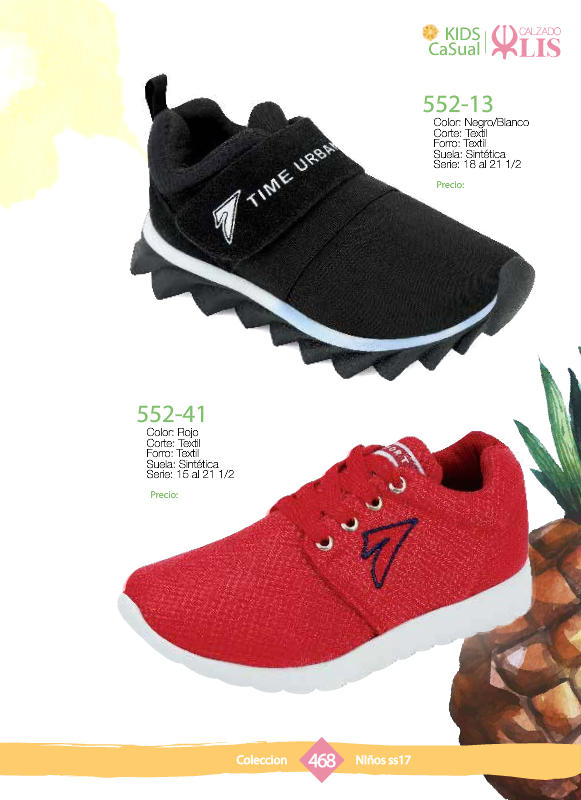 KIDS
CaSual
CALZADO
LIS
552-13
Color: Negro/Blanco
Corte: Textil
Forro: Textil
Suela: Sintética
Serie: 18 al 21 1/2
Precio:
TIME URBAN
552-41
Color: Rojo
Corte: Textil
Forro: Textil
Suela: Sintética
Serie: 15 al 21 1/2
Precio:
Coleccion 468 Niños ss17